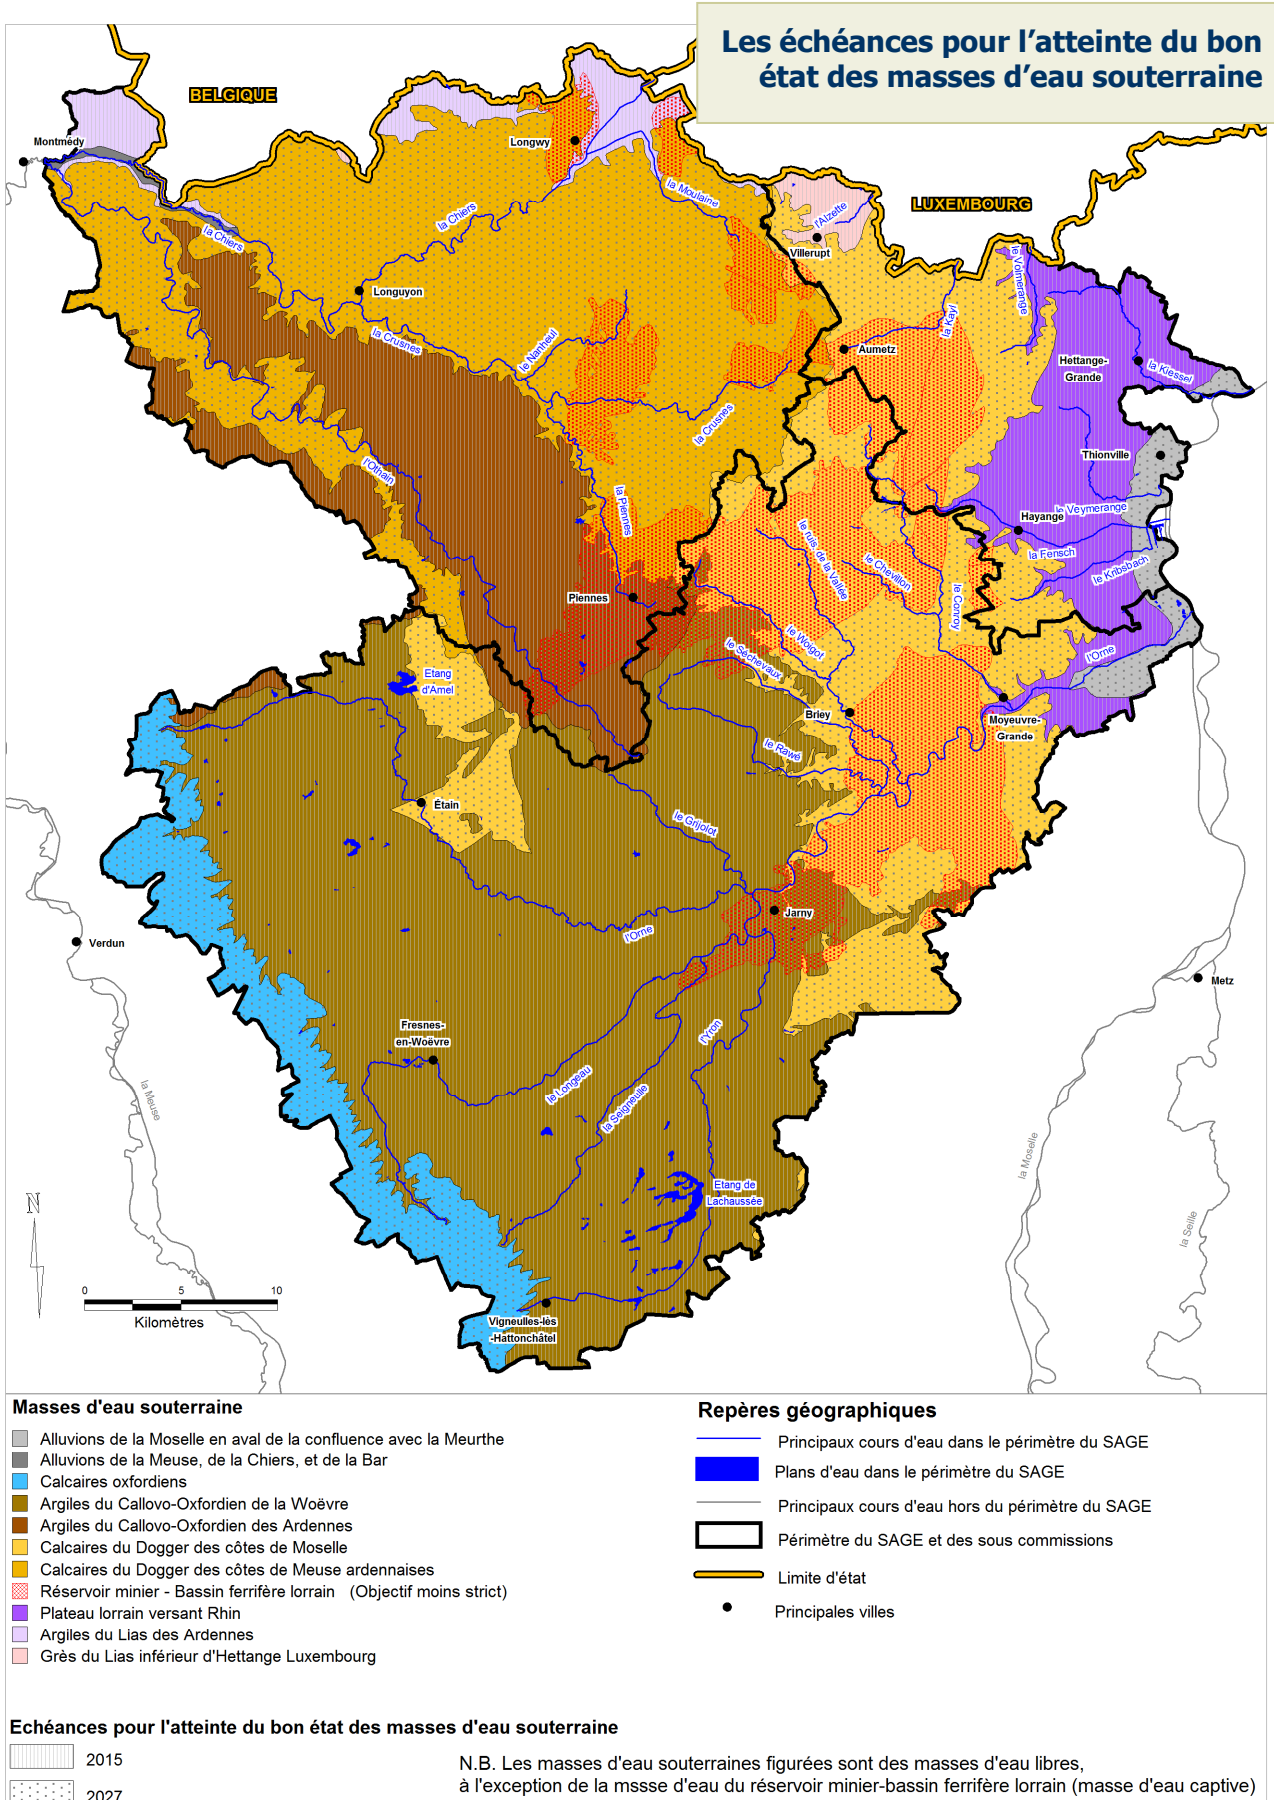 Les échéances pour l’atteinte du bon
état des masses d’eau souterraine
BELGIQUE
Montmédy
Longwy
la Moulaine
LUXEMBOURG
l'Alzette
la Chiers
la Chiers
Villerupt
le Volmerange
Longuyon
la Kayl
la Crusnes
le Nanheul
Aumetz
Hettange-
Grande
la Kiessel
la Crusnes
Thionville
l'Othain
la Piennes
Veymerange
Hayange
le ruis. de la Vallée
la Fensch
le Chevillon
le Kribsbach
Piennes
le Conroy
le Woigot
l'Orne
le Séchevaux
Etang
d'Amel
Briey
Moyeuvre-
Grande
le Rawé
Étain
le Grijolot
Jarny
l'Orne
Verdun
Metz
Fresnes-
en-Woëvre
l'Yron
le Longeau
la Seigneulle
la Meuse
la Moselle
Etang de
Lachaussée
la Seille
N
0 5 10
Kilomètres
Vigneulles-lès
-Hattonchâtel
Masses d'eau souterraine
Alluvions de la Moselle en aval de la confluence avec la Meurthe
Alluvions de la Meuse, de la Chiers, et de la Bar
Calcaires oxfordiens
Argiles du Callovo-Oxfordien de la Woëvre
Argiles du Callovo-Oxfordien des Ardennes
Calcaires du Dogger des côtes de Moselle
Calcaires du Dogger des côtes de Meuse ardennaises
Réservoir minier - Bassin ferrifère lorrain (Objectif moins strict)
Plateau lorrain versant Rhin
Argiles du Lias des Ardennes
Grès du Lias inférieur d'Hettange Luxembourg
Repères géographiques
Principaux cours d'eau dans le périmètre du SAGE
Plans d'eau dans le périmètre du SAGE
Principaux cours d'eau hors du périmètre du SAGE
Périmètre du SAGE et des sous commissions
Limite d'état
Principales villes
Echéances pour l'atteinte du bon état des masses d'eau souterraine
2015
2027
N.B. Les masses d'eau souterraines figurées sont des masses d'eau libres,
à l'exception de la mssse d'eau du réservoir minier-bassin ferrifère lorrain (masse d'eau captive)